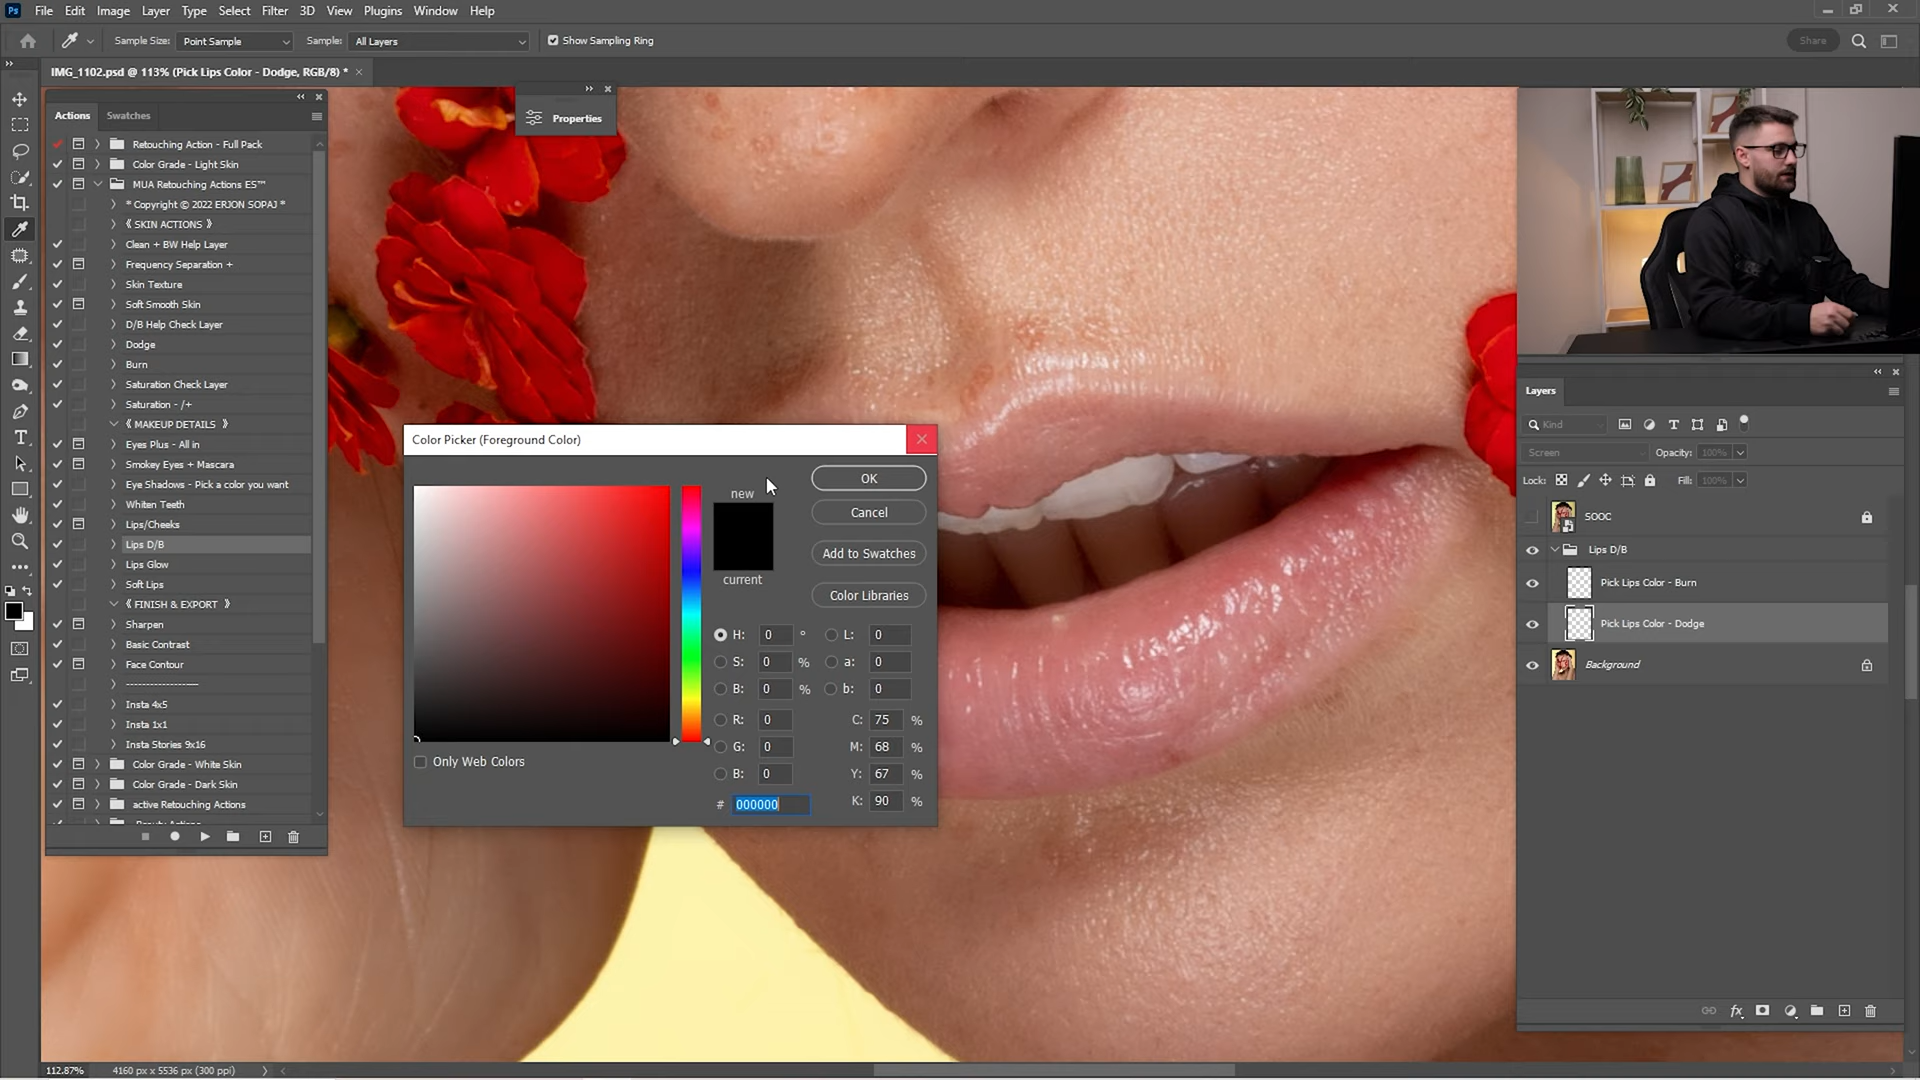 Ps File Edit Image Layer Type Select Filter 3D View Plugins Window Help
Sample Size: Point Sample Sample: All Layers Show Sampling Ring Share
IMG_1102.psd @ 113% (Pick Lips Color - Dodge, RGB/8) *
Actions Swatches
Retouching Action - Full Pack
Color Grade - Light Skin
MUA Retouching Actions ES™
* Copyright © 2022 ERJON SOPAJ *
《 SKIN ACTIONS 》
Clean + BW Help Layer
Frequency Separation +
Skin Texture
Soft Smooth Skin
D/B Help Check Layer
Dodge
Burn
Saturation Check Layer
Saturation - /+
《 MAKEUP DETAILS 》
Eyes Plus - All in
Smokey Eyes + Mascara
Eye Shadows - Pick a color you want
Whiten Teeth
Lips/Cheeks
Lips D/B
Lips Glow
Soft Lips
《 FINISH & EXPORT 》
Sharpen
Basic Contrast
Face Contour
--------------------
Insta 4x5
Insta 1x1
Insta Stories 9x16
Color Grade - White Skin
Color Grade - Dark Skin
active Retouching Actions
Properties
Color Picker (Foreground Color)
new
current
OK
Cancel
Add to Swatches
Color Libraries
H: 0 ° L: 0
S: 0 % a: 0
B: 0 % b: 0
R: 0 C: 75 %
G: 0 M: 68 %
B: 0 Y: 67 %
# 000000 K: 90 %
Only Web Colors
Layers
Kind
Screen Opacity: 100%
Lock: Fill: 100%
SOOC
Lips D/B
Pick Lips Color - Burn
Pick Lips Color - Dodge
Background
112.87% 4160 px x 5536 px (300 ppi)